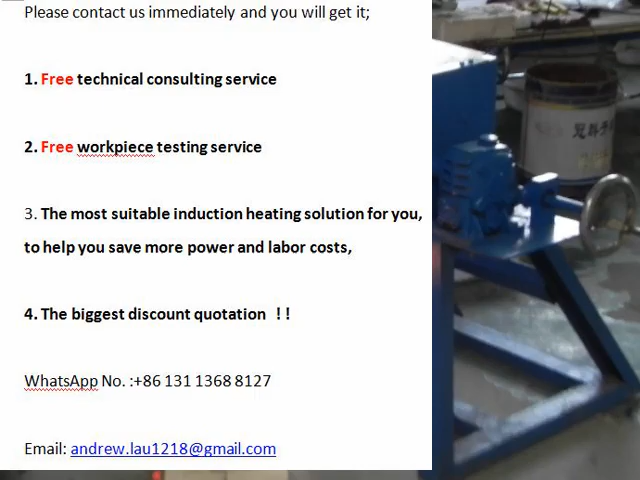 Please contact us immediately and you will get it;
1. Free technical consulting service
2. Free workpiece testing service
3. The most suitable induction heating solution for you,
to help you save more power and labor costs,
4. The biggest discount quotation ！！
WhatsApp No. :+86 131 1368 8127
Email: andrew.lau1218@gmail.com